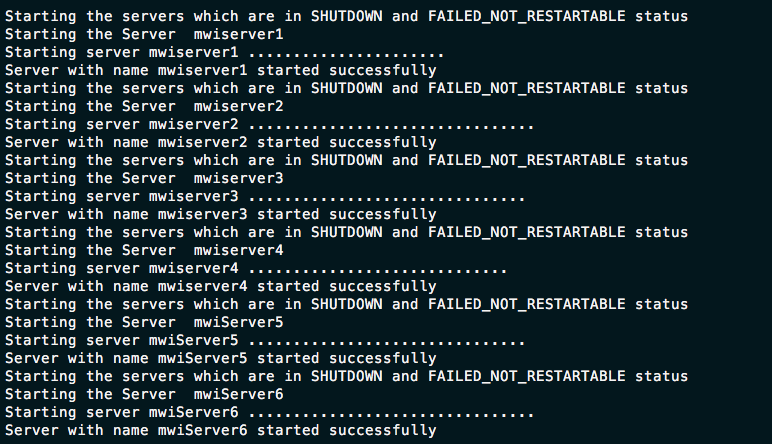 Starting the servers which are in SHUTDOWN and FAILED_NOT_RESTARTABLE status
Starting the Server  mwiserver1
Starting server mwiserver1 ......................
Server with name mwiserver1 started successfully
Starting the servers which are in SHUTDOWN and FAILED_NOT_RESTARTABLE status
Starting the Server  mwiserver2
Starting server mwiserver2 ................................
Server with name mwiserver2 started successfully
Starting the servers which are in SHUTDOWN and FAILED_NOT_RESTARTABLE status
Starting the Server  mwiserver3
Starting server mwiserver3 ...............................
Server with name mwiserver3 started successfully
Starting the servers which are in SHUTDOWN and FAILED_NOT_RESTARTABLE status
Starting the Server  mwiserver4
Starting server mwiserver4 .............................
Server with name mwiserver4 started successfully
Starting the servers which are in SHUTDOWN and FAILED_NOT_RESTARTABLE status
Starting the Server  mwiServer5
Starting server mwiServer5 ...............................
Server with name mwiServer5 started successfully
Starting the servers which are in SHUTDOWN and FAILED_NOT_RESTARTABLE status
Starting the Server  mwiServer6
Starting server mwiServer6 ................................
Server with name mwiServer6 started successfully